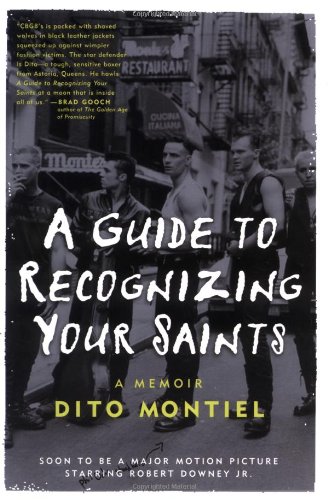 "CBGB's is packed with shaved
wolves in black leather jackets
squeezed up against wimpier
fashion victims. The star defender
is Dito—a tough, sensitive boxer
from Astoria, Queens. He howls
A Guide to Recognizing Your
Saints at a moon that is inside
all of us." — BRAD GOOCH
author of The Golden Age
of Promiscuity
RESTAURANT
CUCINA
ITALIANA
A GUIDE TO
RECOGNIZING
YOUR SAINTS
A MEMOIR
DITO MONTIEL
SOON TO BE A MAJOR MOTION PICTURE
STARRING ROBERT DOWNEY JR.